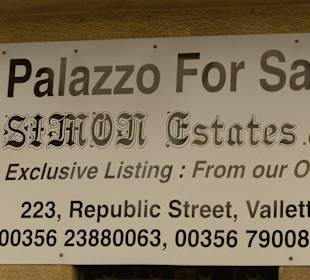 Palazzo For Sa
SIMON Estates.
Exclusive Listing : From our O
223, Republic Street, Vallett
00356 23880063, 00356 79008